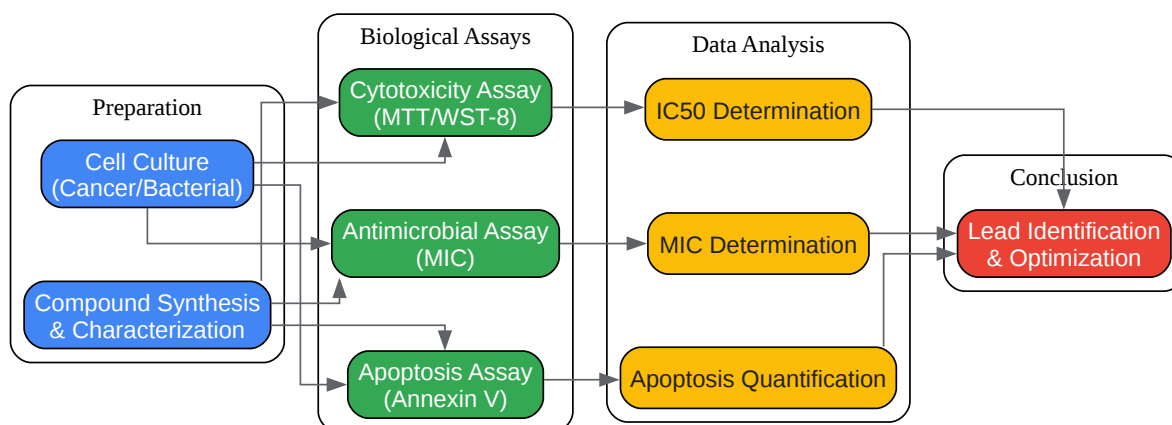 Preparation
Cell Culture
(Cancer/Bacterial)
Compound Synthesis
& Characterization
Biological Assays
Cytotoxicity Assay
(MTT/WST-8)
Antimicrobial Assay
(MIC)
Apoptosis Assay
(Annexin V)
Data Analysis
IC50 Determination
MIC Determination
Apoptosis Quantification
Conclusion
Lead Identification
& Optimization